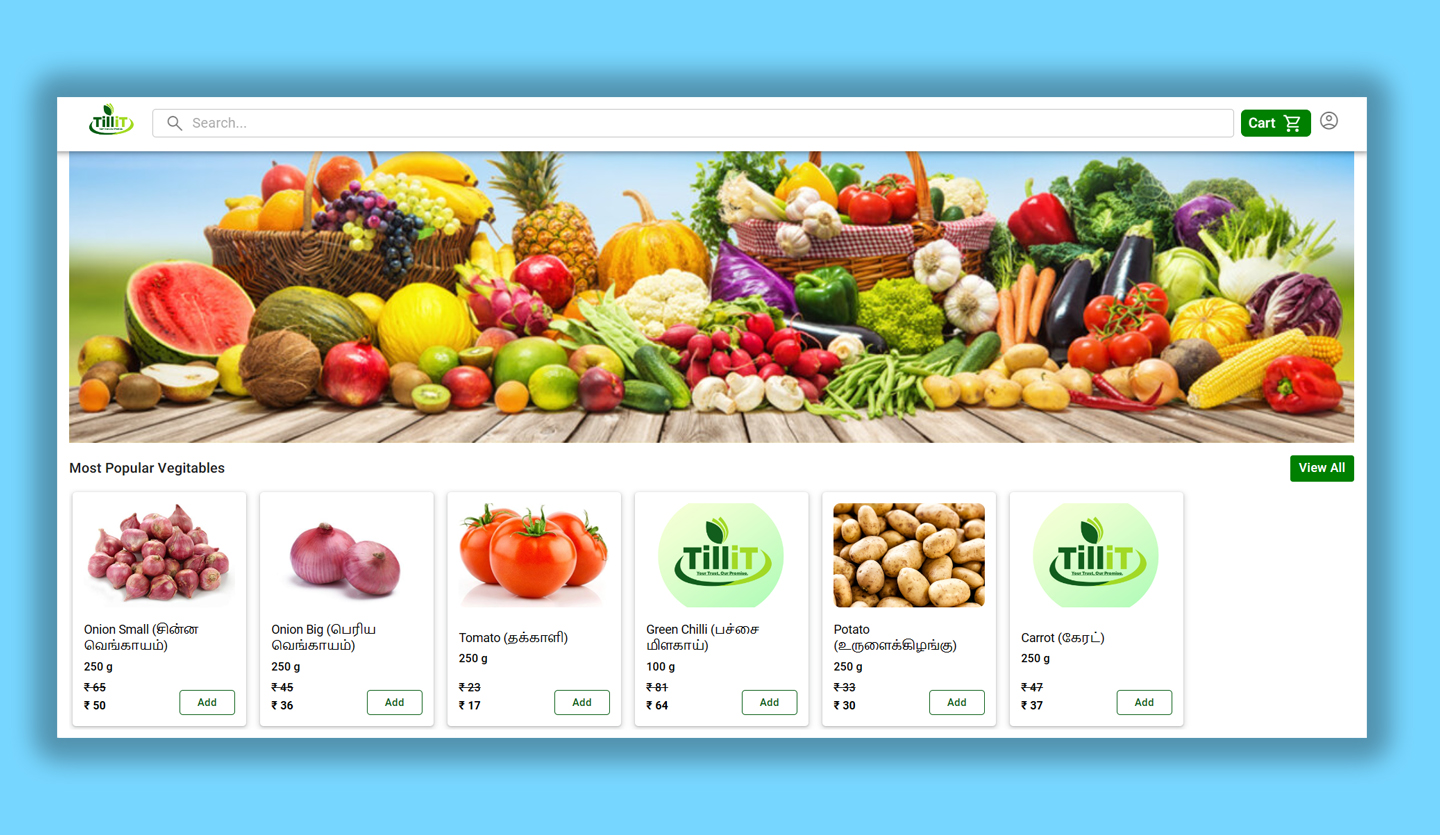 TilliT
Search...
Cart
Most Popular Vegitables
View All
Onion Small (சின்ன
வெங்காயம்)
250 g
₹ 65
₹ 50
Add
Onion Big (பெரிய
வெங்காயம்)
250 g
₹ 45
₹ 36
Add
Tomato (தக்காளி)
250 g
₹ 23
₹ 17
Add
TilliT
Your Trust, Our Promise.
Green Chilli (பச்சை
மிளகாய்)
100 g
₹ 81
₹ 64
Add
Potato
(உருளைக்கிழங்கு)
250 g
₹ 33
₹ 30
Add
TilliT
Your Trust, Our Promise.
Carrot (கேரட்)
250 g
₹ 47
₹ 37
Add